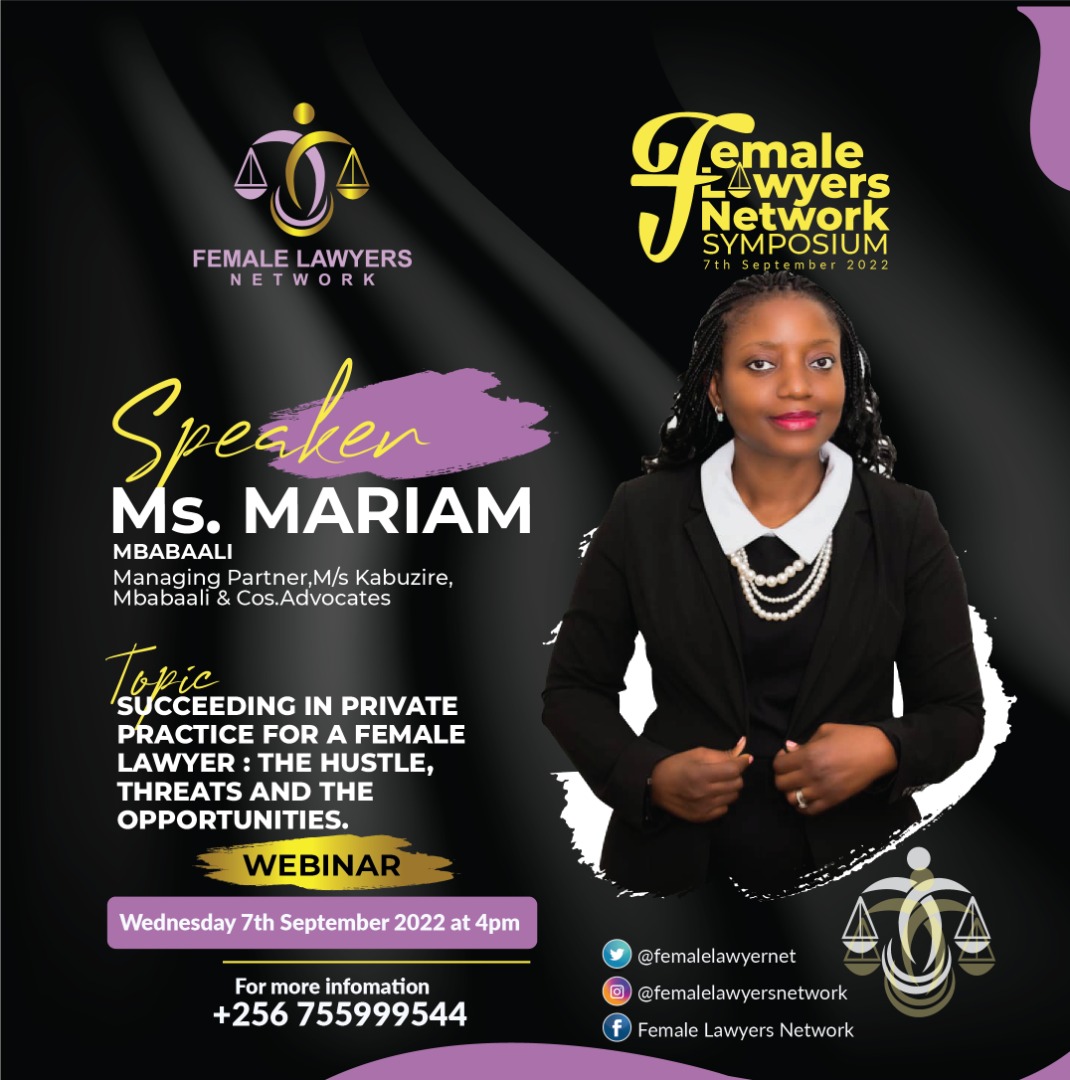 FEMALE LAWYERS
NETWORK
Female
Lawyers
Network
SYMPOSIUM
7th September 2022
Speaker
Ms. MARIAM
MBABAALI
Managing Partner,M/s Kabuzire,
Mbabaali & Cos.Advocates
Topic
SUCCEEDING IN PRIVATE
PRACTICE FOR A FEMALE
LAWYER : THE HUSTLE,
THREATS AND THE
OPPORTUNITIES.
WEBINAR
Wednesday 7th September 2022 at 4pm
For more infomation
+256 755999544
@femalelawyernet
@femalelawyersnetwork
Female Lawyers Network